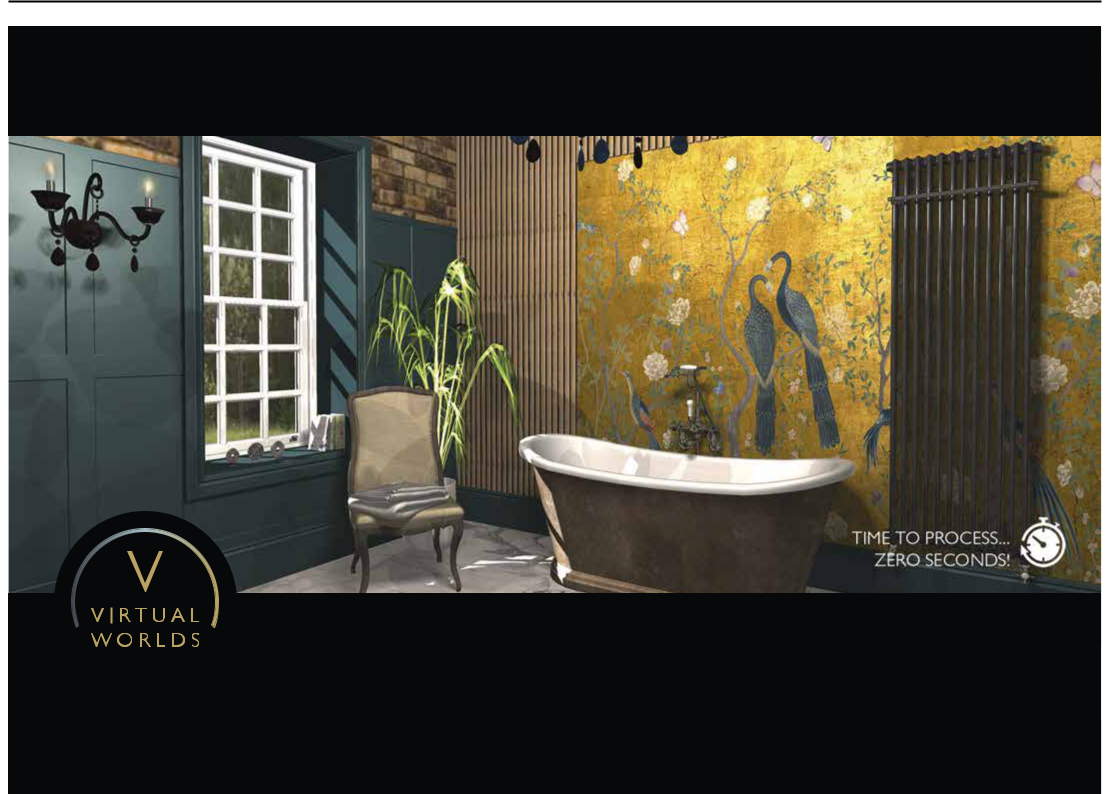 TIME TO PROCESS...
ZERO SECONDS!
V
VIRTUAL
WORLDS